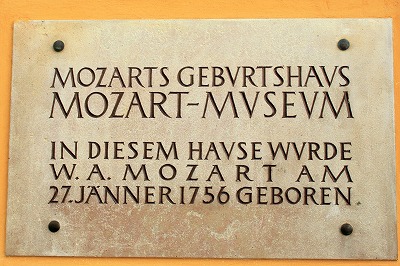 MOZARTS GEBVRTSHAVS
MOZART-MVSEVM
IN DIESEM HAVSE WVRDE
W. A. MOZART AM
27. JÄNNER 1756 GEBOREN